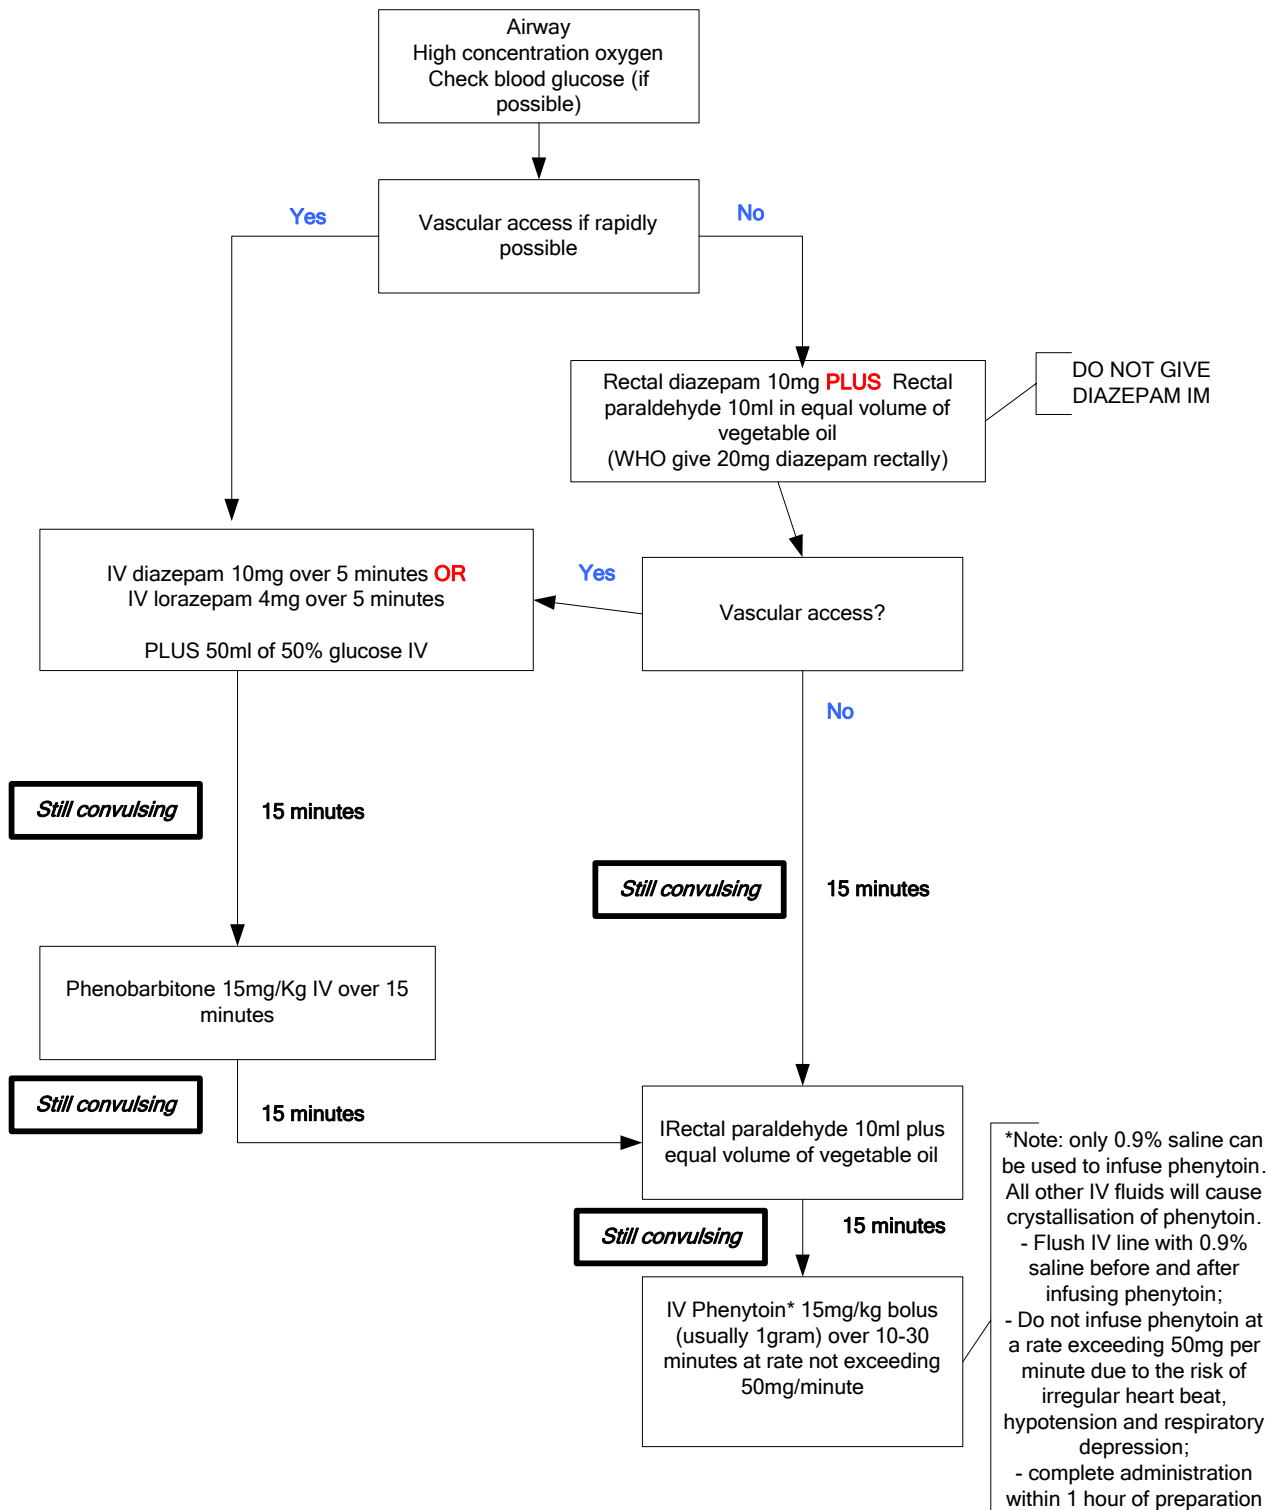 Airway
High concentration oxygen
Check blood glucose (if
possible)
Yes
Vascular access if rapidly
possible
No
Rectal diazepam 10mg PLUS Rectal
paraldehyde 10ml in equal volume of
vegetable oil
(WHO give 20mg diazepam rectally)
DO NOT GIVE
DIAZEPAM IM
IV diazepam 10mg over 5 minutes OR
IV lorazepam 4mg over 5 minutes
PLUS 50ml of 50% glucose IV
Yes
Vascular access?
No
Still convulsing
15 minutes
Still convulsing
15 minutes
Phenobarbitone 15mg/Kg IV over 15
minutes
Still convulsing
15 minutes
IRectal paraldehyde 10ml plus
equal volume of vegetable oil
Still convulsing
15 minutes
IV Phenytoin* 15mg/kg bolus
(usually 1gram) over 10-30
minutes at rate not exceeding
50mg/minute
*Note: only 0.9% saline can
be used to infuse phenytoin.
All other IV fluids will cause
crystallisation of phenytoin.
- Flush IV line with 0.9%
saline before and after
infusing phenytoin;
- Do not infuse phenytoin at
a rate exceeding 50mg per
minute due to the risk of
irregular heart beat,
hypotension and respiratory
depression;
- complete administration
within 1 hour of preparation